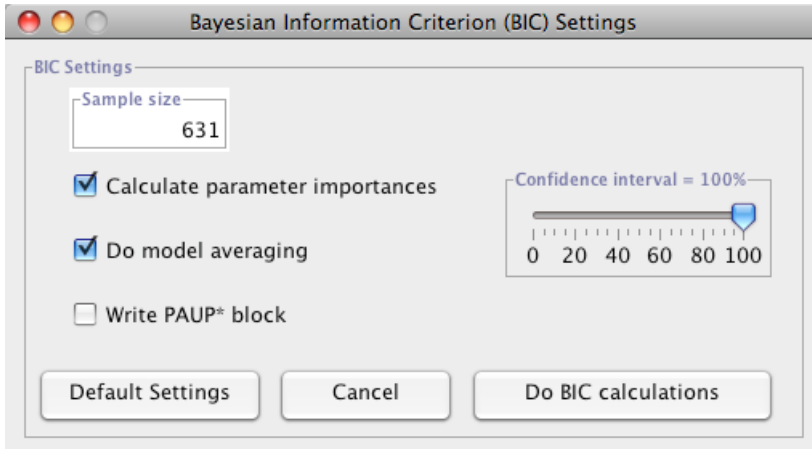 Bayesian Information Criterion (BIC) Settings
BIC Settings
Sample size
631
Calculate parameter importances
Confidence interval = 100%
0 20 40 60 80 100
Do model averaging
Write PAUP* block
Default Settings
Cancel
Do BIC calculations